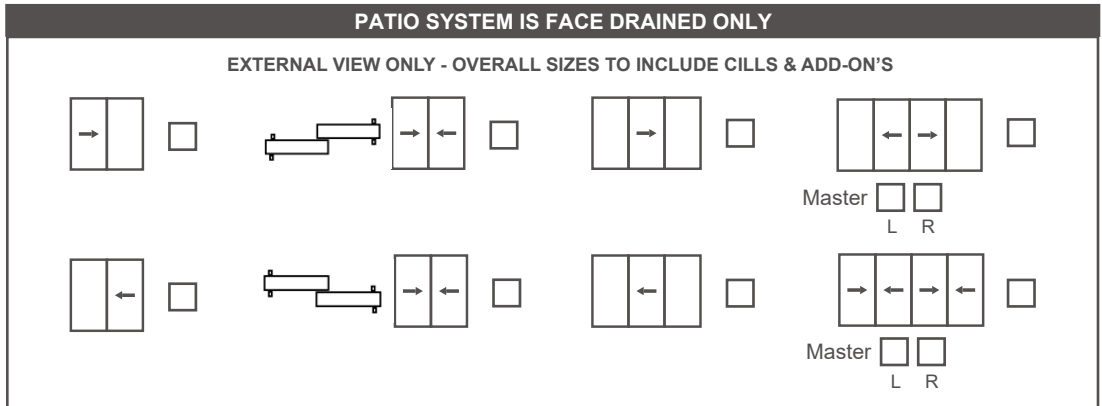 PATIO SYSTEM IS FACE DRAINED ONLY
EXTERNAL VIEW ONLY - OVERALL SIZES TO INCLUDE CILLS & ADD-ON'S
Master
L R
Master
L R